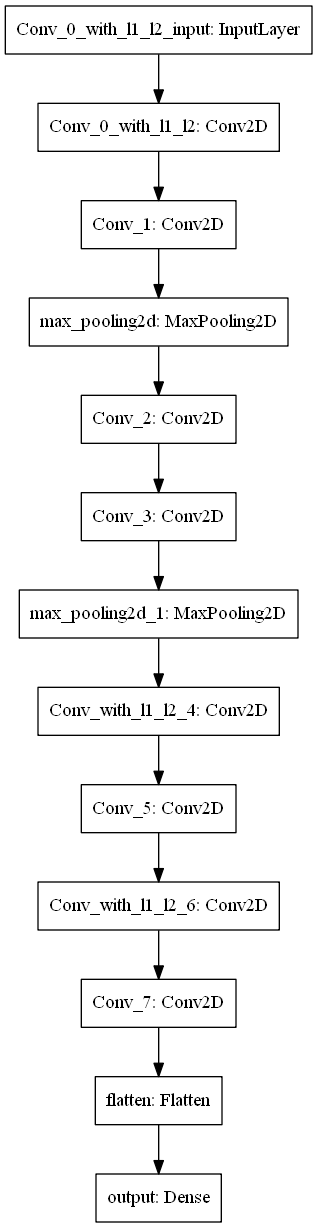 Conv_0_with_l1_l2_input: InputLayer
Conv_0_with_l1_l2: Conv2D
Conv_1: Conv2D
max_pooling2d: MaxPooling2D
Conv_2: Conv2D
Conv_3: Conv2D
max_pooling2d_1: MaxPooling2D
Conv_with_l1_l2_4: Conv2D
Conv_5: Conv2D
Conv_with_l1_l2_6: Conv2D
Conv_7: Conv2D
flatten: Flatten
output: Dense